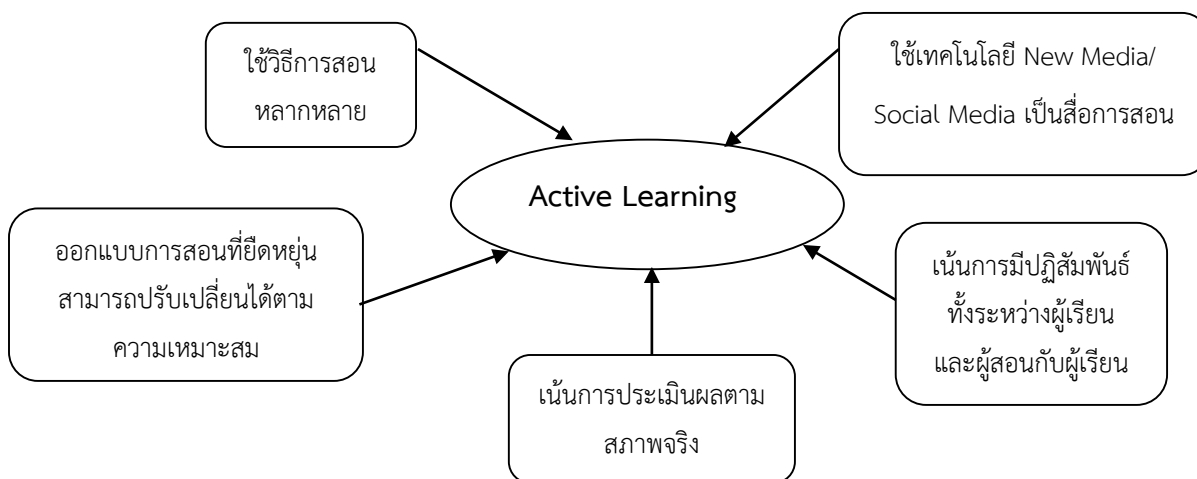 ใช้วิธีการสอน
หลากหลาย
ใช้เทคโนโลยี New Media/
Social Media เป็นสื่อการสอน
Active Learning
ออกแบบการสอนที่ยืดหยุ่น
สามารถปรับเปลี่ยนได้ตาม
ความเหมาะสม
เน้นการมีปฏิสัมพันธ์
ทั้งระหว่างผู้เรียน
และผู้สอนกับผู้เรียน
เน้นการประเมินผลตาม
สภาพจริง